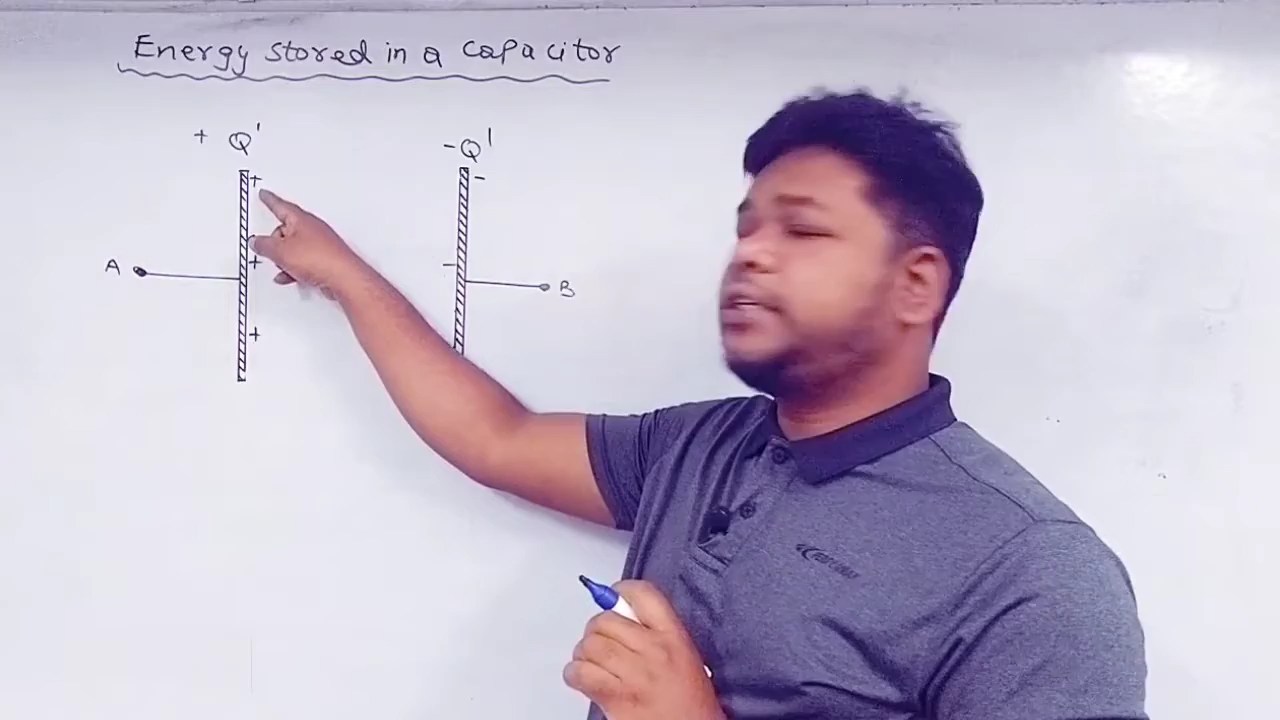 Energy stored in a capacitor
+ Q' -Q'
+ -
A + - B
+